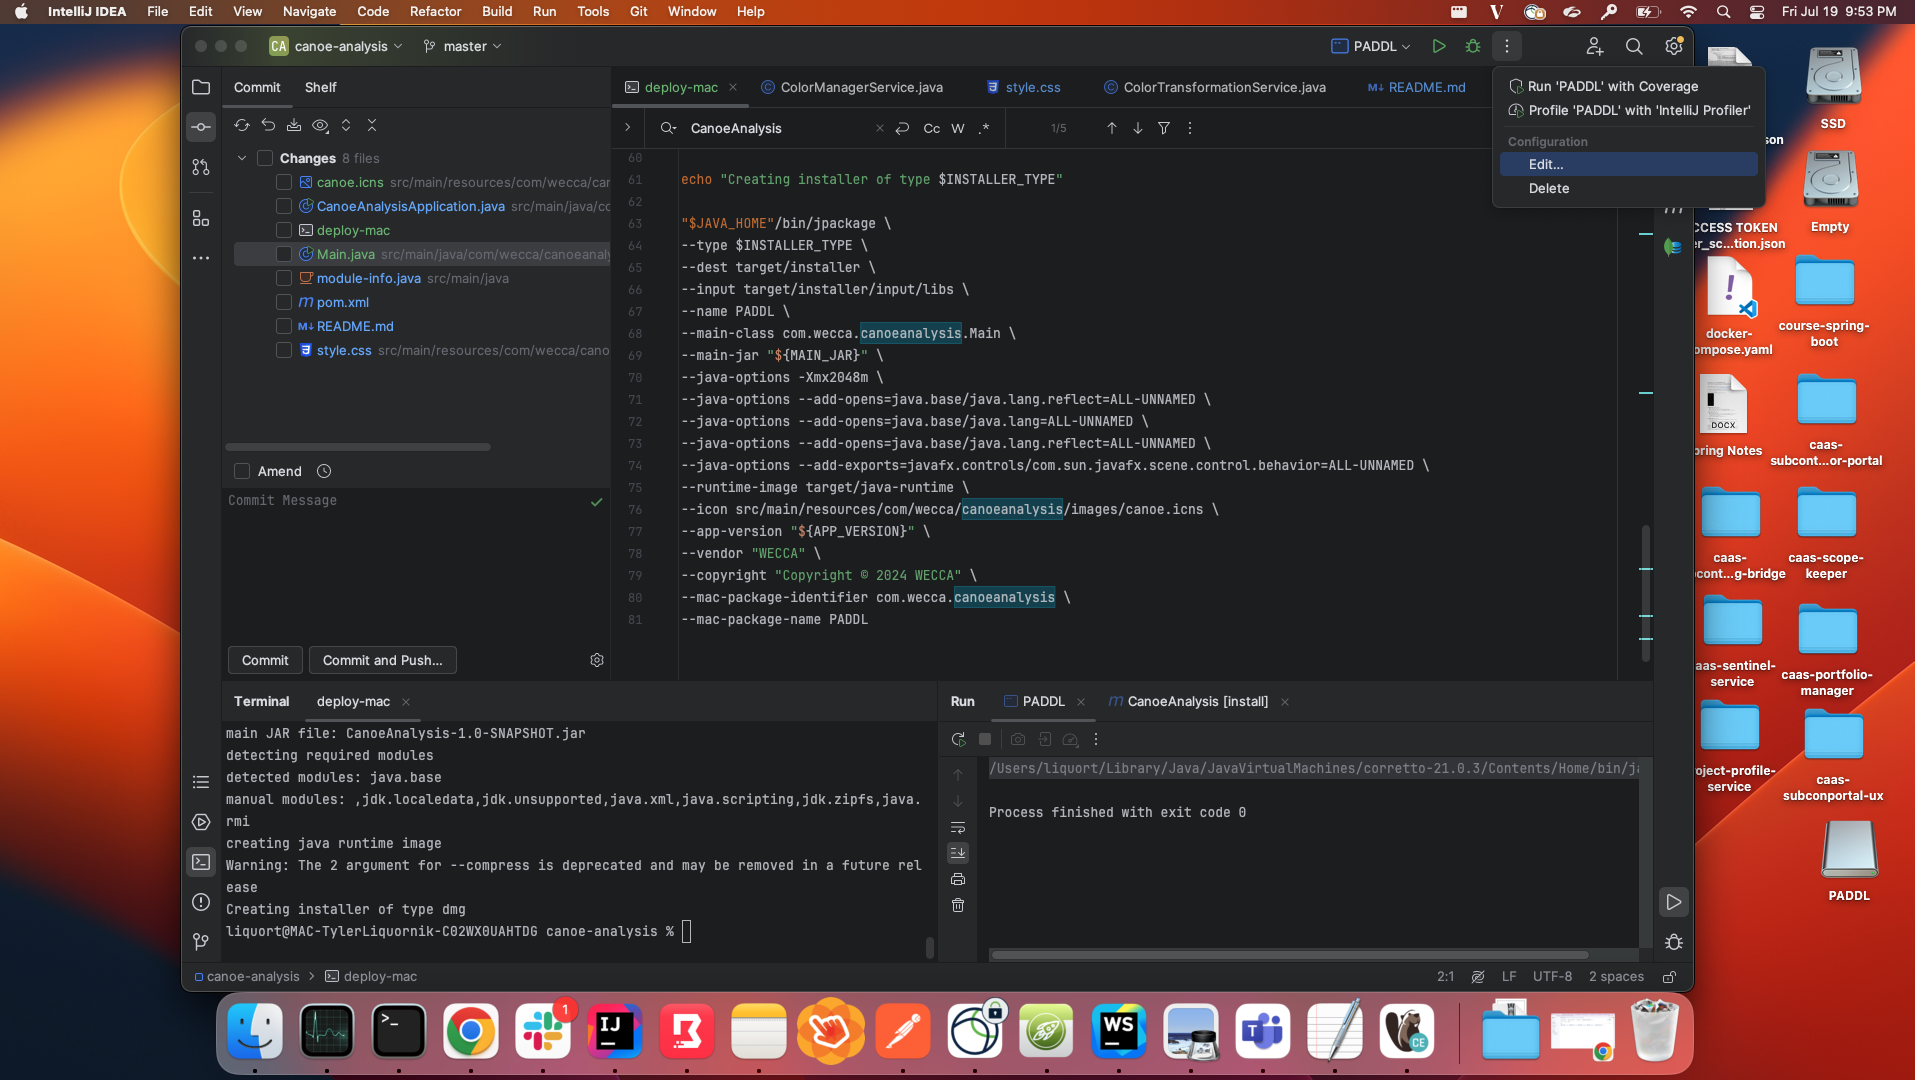 IntelliJ IDEA File Edit View Navigate Code Refactor Build Run Tools Git Window Help
Fri Jul 19 9:53 PM
CA canoe-analysis master
PADDL
Commit Shelf
deploy-mac ColorManagerService.java style.css ColorTransformationService.java README.md
CanoeAnalysis Cc W .* 1/5
Run 'PADDL' with Coverage
Profile 'PADDL' with 'IntelliJ Profiler'
Configuration
Edit...
Delete
Changes 8 files
canoe.icns src/main/resources/com/wecca/car
CanoeAnalysisApplication.java src/main/java/cc
deploy-mac
Main.java src/main/java/com/wecca/canoeanaly
module-info.java src/main/java
pom.xml
README.md
style.css src/main/resources/com/wecca/cano
Amend
Commit Message
Commit Commit and Push...
60
61 echo "Creating installer of type $INSTALLER_TYPE"
62
63 "$JAVA_HOME"/bin/jpackage \
64 --type $INSTALLER_TYPE \
65 --dest target/installer \
66 --input target/installer/input/libs \
67 --name PADDL \
68 --main-class com.wecca.canoeanalysis.Main \
69 --main-jar "${MAIN_JAR}" \
70 --java-options -Xmx2048m \
71 --java-options --add-opens=java.base/java.lang.reflect=ALL-UNNAMED \
72 --java-options --add-opens=java.base/java.lang=ALL-UNNAMED \
73 --java-options --add-opens=java.base/java.lang.reflect=ALL-UNNAMED \
74 --java-options --add-exports=javafx.controls/com.sun.javafx.scene.control.behavior=ALL-UNNAMED \
75 --runtime-image target/java-runtime \
76 --icon src/main/resources/com/wecca/canoeanalysis/images/canoe.icns \
77 --app-version "${APP_VERSION}" \
78 --vendor "WECCA" \
79 --copyright "Copyright © 2024 WECCA" \
80 --mac-package-identifier com.wecca.canoeanalysis \
81 --mac-package-name PADDL
Terminal deploy-mac
main JAR file: CanoeAnalysis-1.0-SNAPSHOT.jar
detecting required modules
detected modules: java.base
manual modules: ,jdk.localedata,jdk.unsupported,java.xml,java.scripting,jdk.zipfs,java.
rmi
creating java runtime image
Warning: The 2 argument for --compress is deprecated and may be removed in a future rel
ease
Creating installer of type dmg
liquort@MAC-TylerLiquornik-C02WX0UAHTDG canoe-analysis %
Run PADDL CanoeAnalysis [install]
/Users/liquort/Library/Java/JavaVirtualMachines/corretto-21.0.3/Contents/Home/bin/ja
Process finished with exit code 0
canoe-analysis deploy-mac
2:1 LF UTF-8 2 spaces
SSD
son
Empty
CCESS TOKEN
er_sc...tion.json
docker-
ompose.yaml
course-spring-
boot
DOCX
pring Notes
caas-
subcont...or-portal
caas-
ubcont...g-bridge
caas-scope-
keeper
aas-sentinel-
service
caas-portfolio-
manager
oject-profile-
service
caas-
subconportal-ux
PADDL
1
IJ
WS
CE